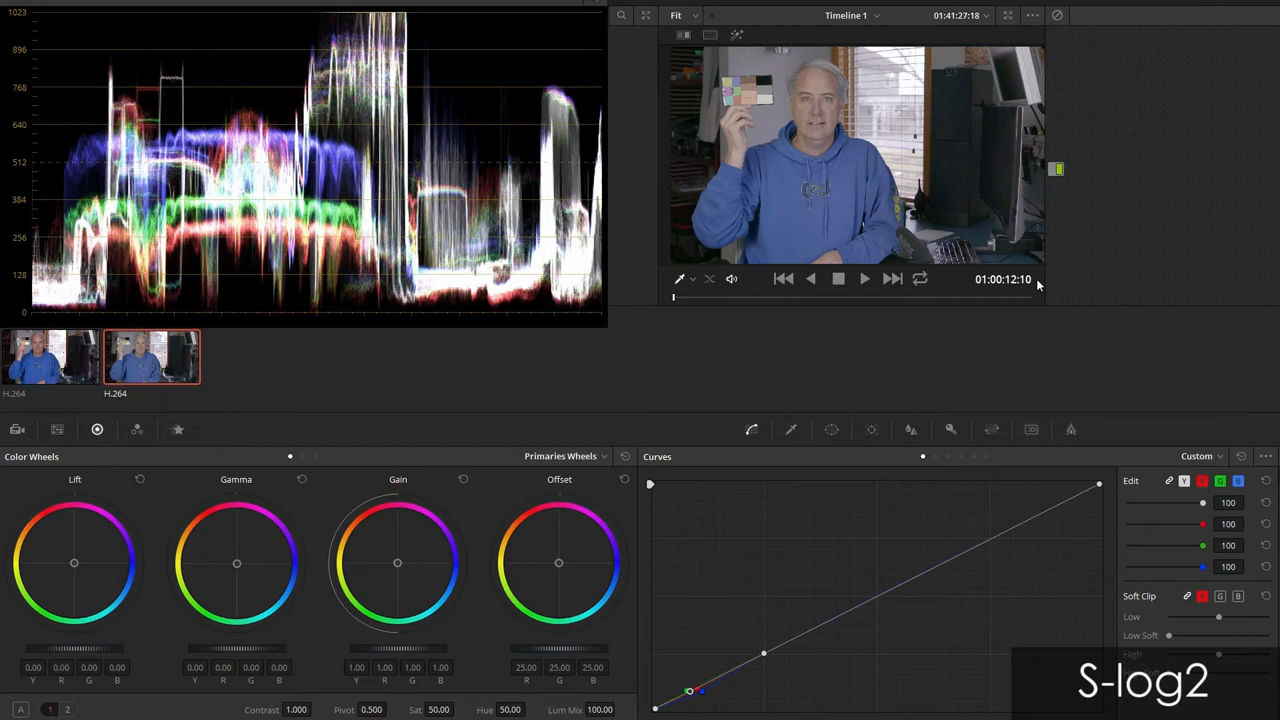 1023
896
768
640
512
384
256
128
0
Fit
Timeline 1
01:41:27:18
01:00:12:10
H.264
H.264
Color Wheels
Primaries Wheels
Curves
Custom
Lift
Gamma
Gain
Offset
Edit
Y R G B
100
100
100
100
Soft Clip
R G B
Low
Low Soft
High
0.00 0.00 0.00 0.00
Y R G B
0.00 0.00 0.00 0.00
Y R G B
1.00 1.00 1.00 1.00
Y R G B
25.00 25.00 25.00
R G B
A 1 2
Contrast 1.000
Pivot 0.500
Sat 50.00
Hue 50.00
Lum Mix 100.00
S-log2